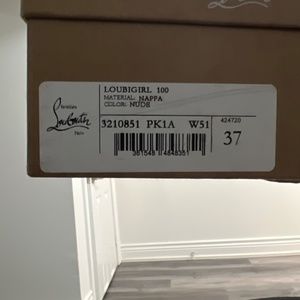 LOUBIGIRL 100
MATERIAL: NAPPA
COLOR: NUDE
Christian
Louboutin
Paris
3210851 PK1A W51
424720
37